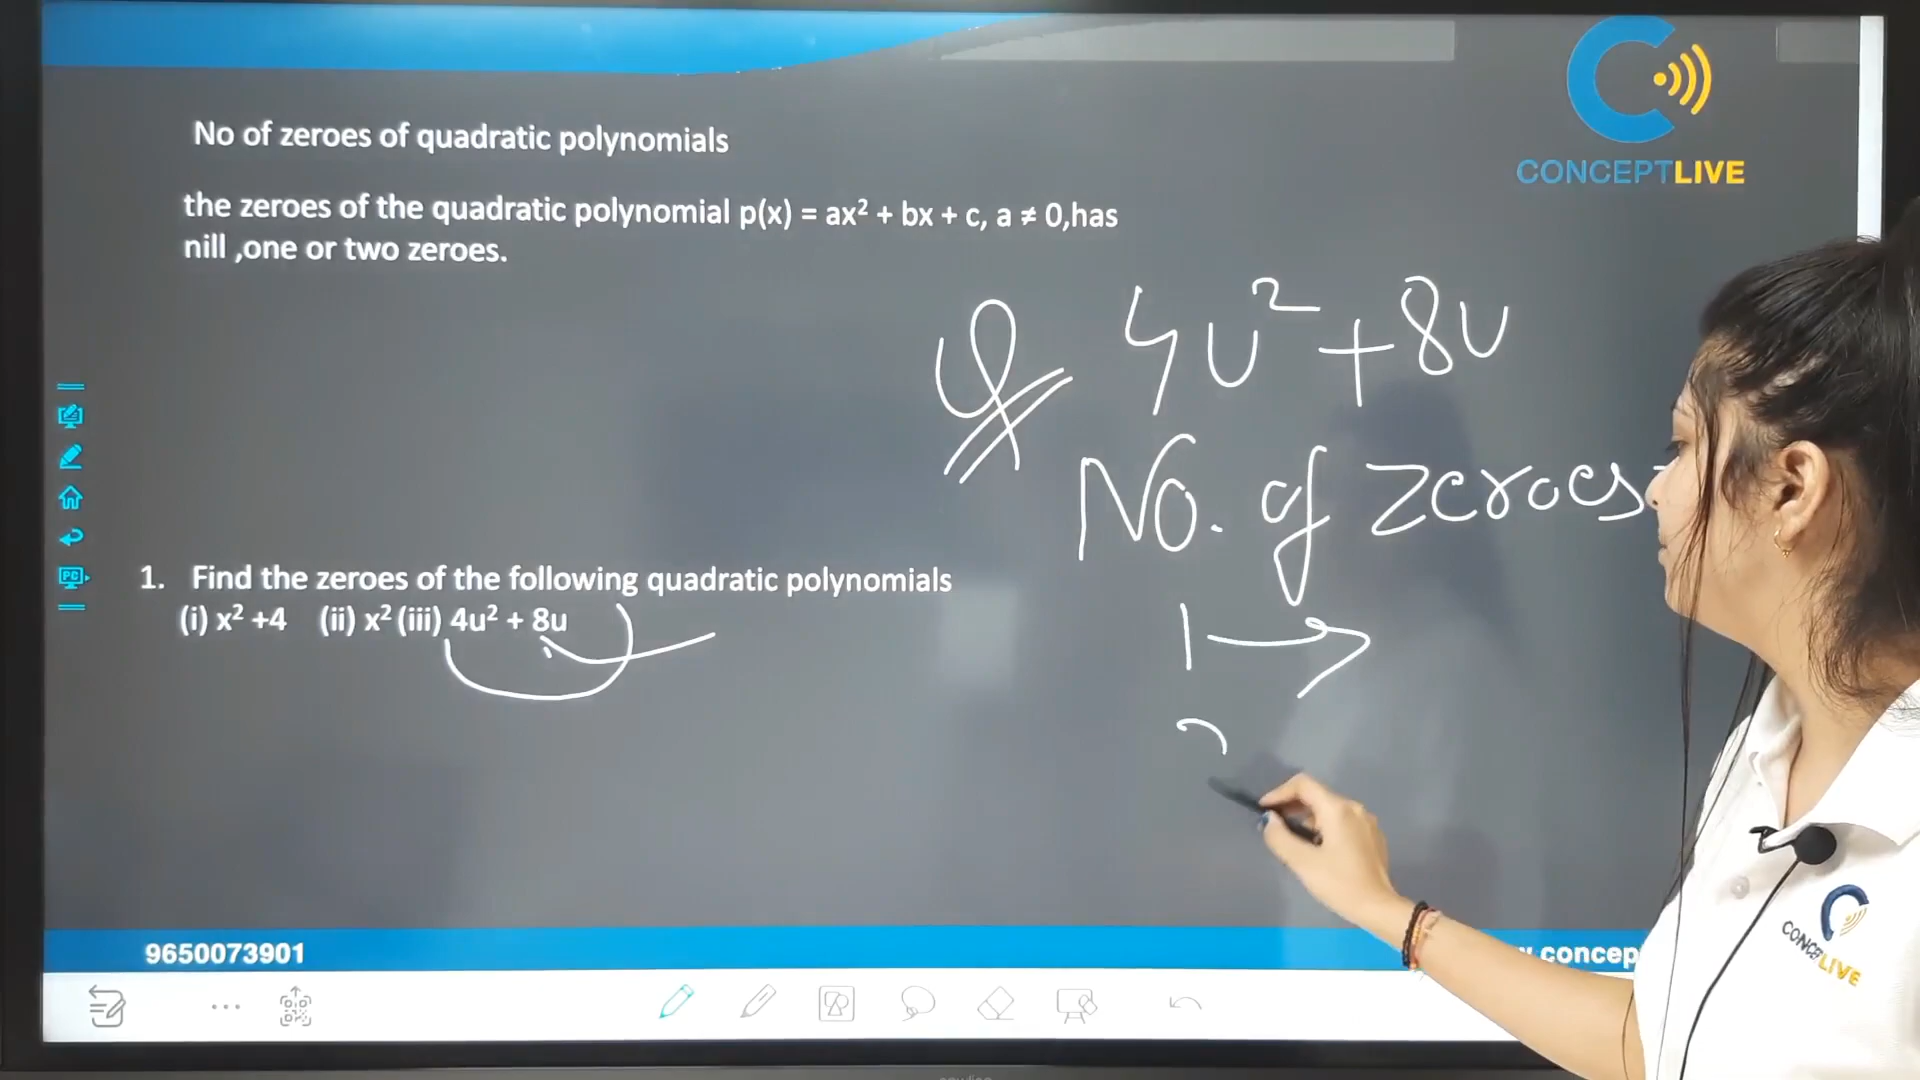 CONCEPTLIVE
No of zeroes of quadratic polynomials
the zeroes of the quadratic polynomial p(x) = ax² + bx + c, a ≠ 0,has
nill ,one or two zeroes.
Q 4u² + 8u
No. of zeroes
1 →
1. Find the zeroes of the following quadratic polynomials
(i) x² +4 (ii) x² (iii) 4u² + 8u
PC
9650073901
CONCEPTLIVE